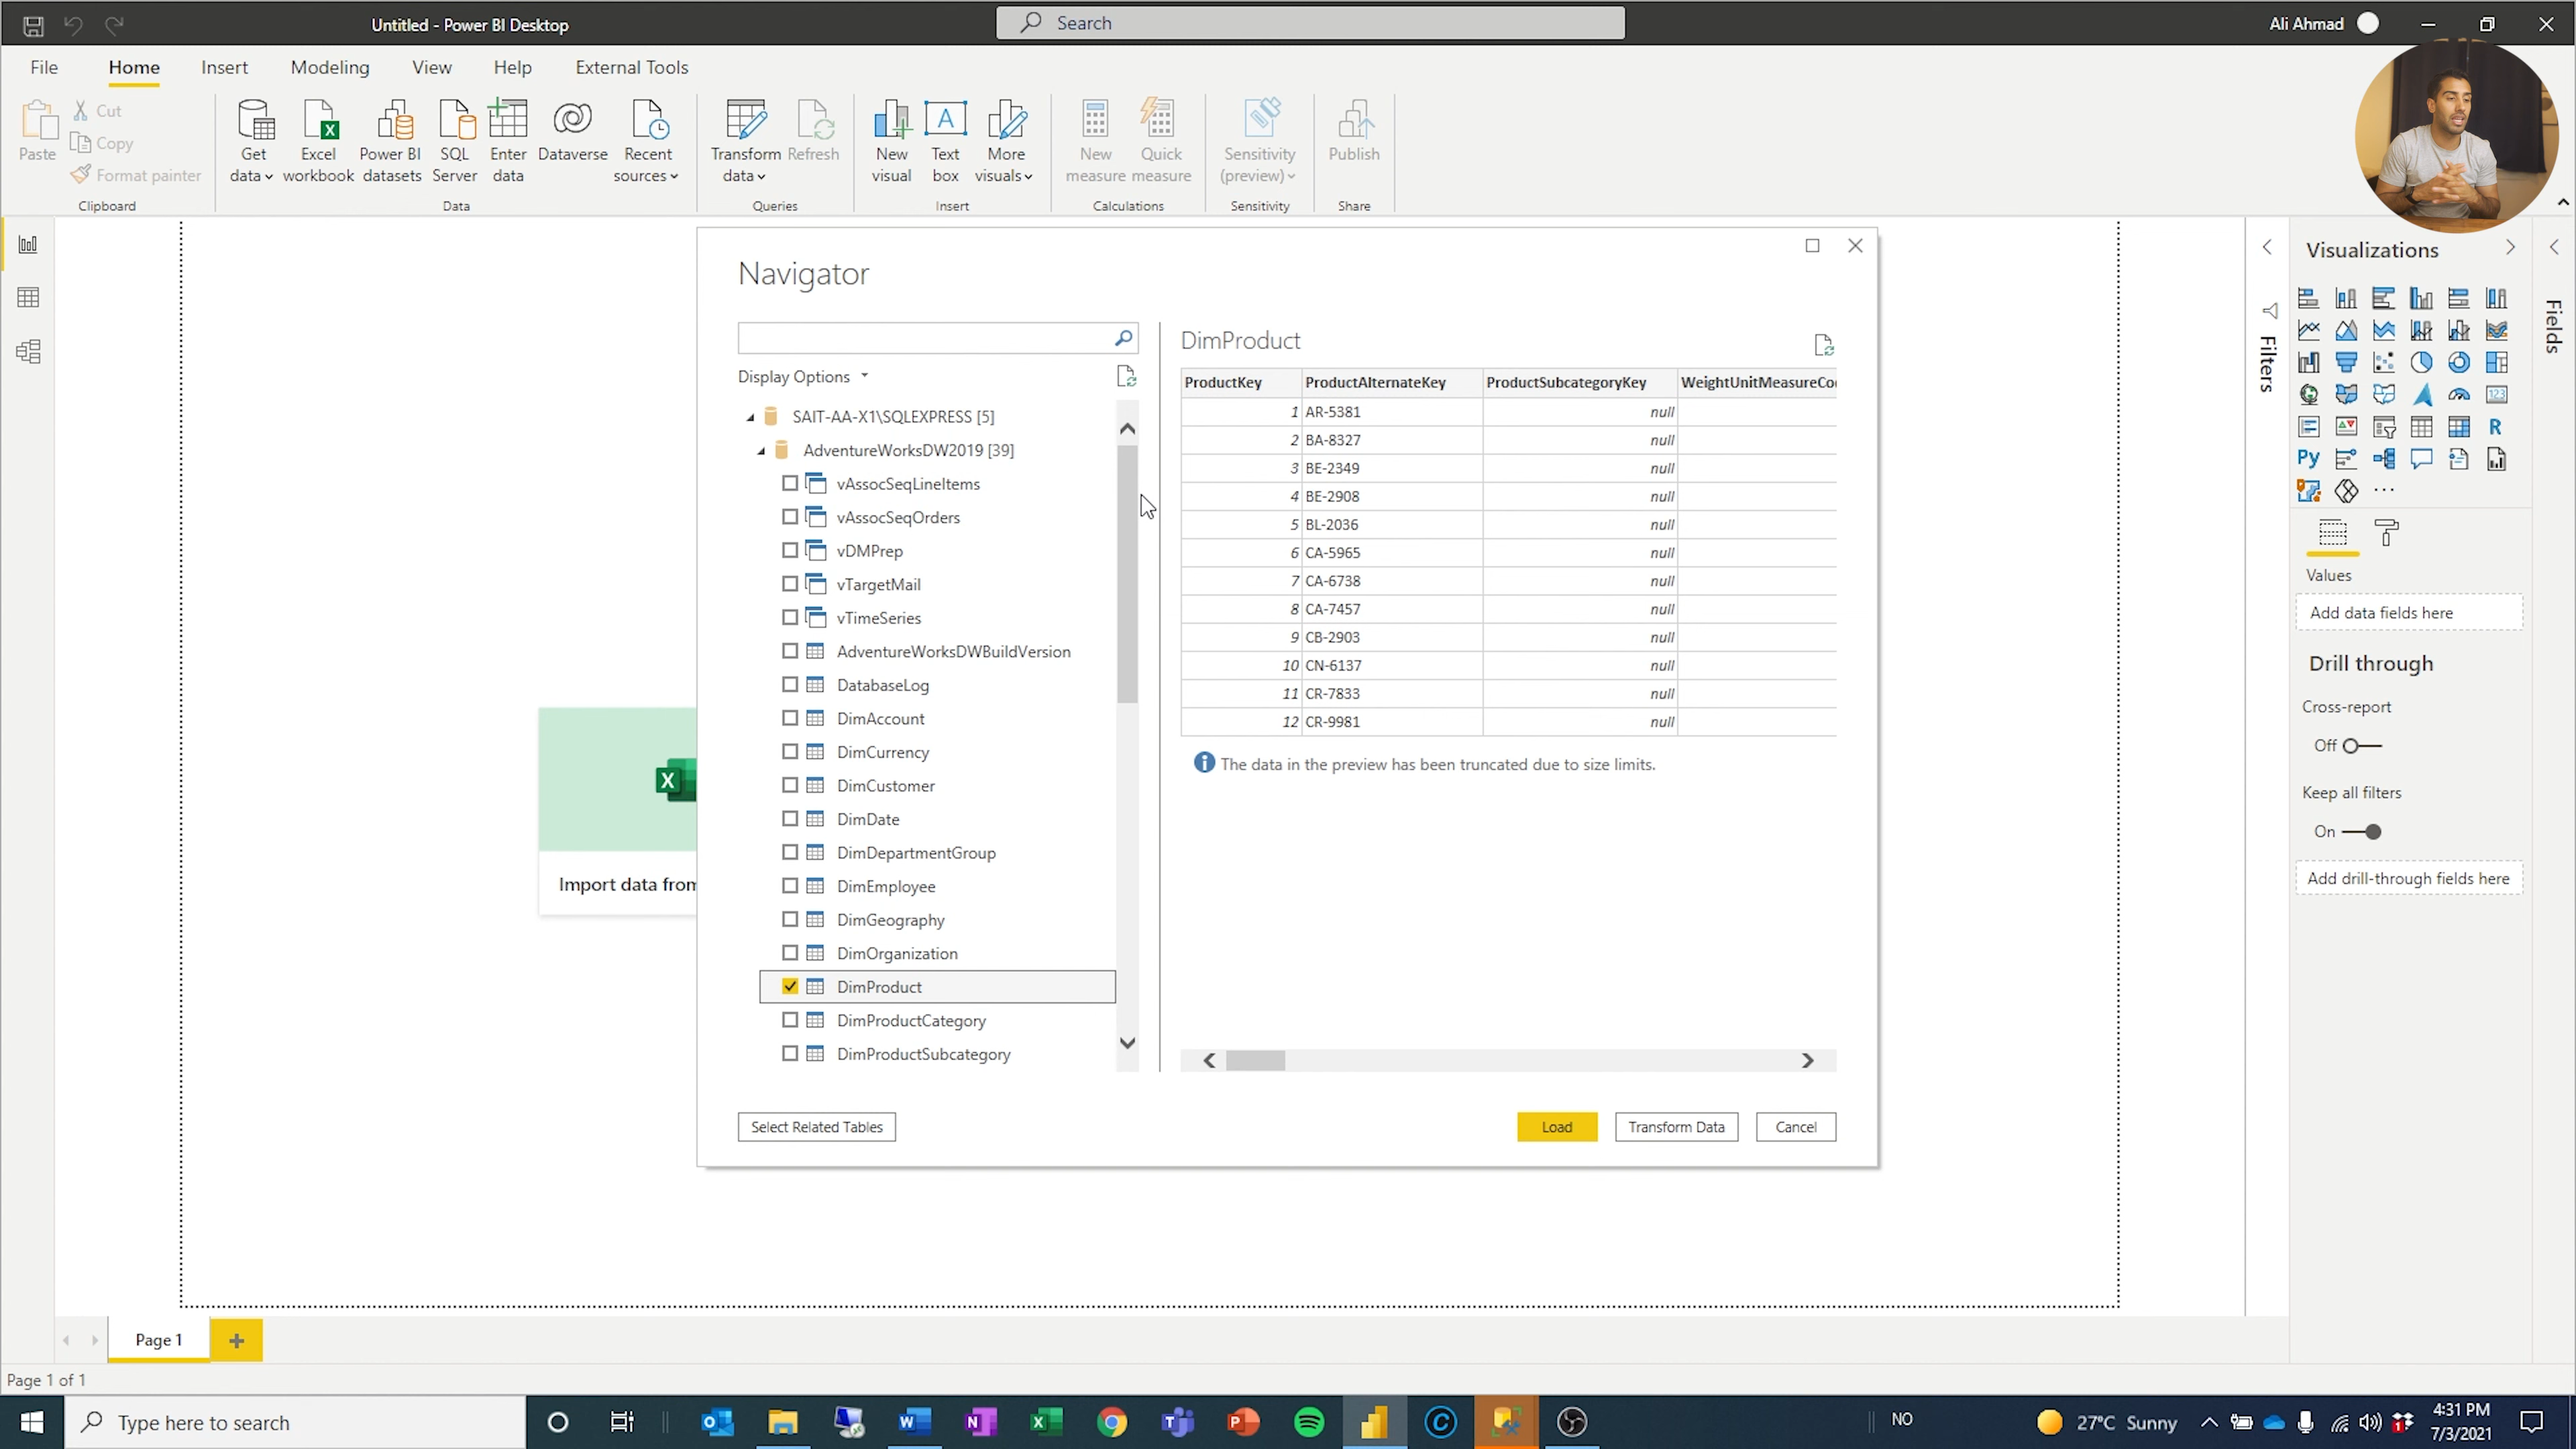 Untitled - Power BI Desktop
Search
Ali Ahmad
File Home Insert Modeling View Help External Tools
Paste
Cut
Copy
Format painter
Clipboard
Get data
Excel workbook
Power BI datasets
SQL Server
Enter data
Dataverse
Recent sources
Data
Transform data
Refresh
Queries
New visual
Text box
More visuals
Insert
New measure
Quick measure
Calculations
Sensitivity (preview)
Sensitivity
Publish
Share
Navigator
Display Options
SAIT-AA-X1\SQLEXPRESS [5]
AdventureWorksDW2019 [39]
vAssocSeqLineItems
vAssocSeqOrders
vDMPrep
vTargetMail
vTimeSeries
AdventureWorksDWBuildVersion
DatabaseLog
DimAccount
DimCurrency
DimCustomer
DimDate
DimDepartmentGroup
DimEmployee
DimGeography
DimOrganization
DimProduct
DimProductCategory
DimProductSubcategory
Select Related Tables
DimProduct
ProductKey ProductAlternateKey ProductSubcategoryKey WeightUnitMeasureCo
1 AR-5381 null
2 BA-8327 null
3 BE-2349 null
4 BE-2908 null
5 BL-2036 null
6 CA-5965 null
7 CA-6738 null
8 CA-7457 null
9 CB-2903 null
10 CN-6137 null
11 CR-7833 null
12 CR-9981 null
The data in the preview has been truncated due to size limits.
Load Transform Data Cancel
Import data from
Filters
Visualizations
Fields
123
R
Py
Values
Add data fields here
Drill through
Cross-report
Off
Keep all filters
On
Add drill-through fields here
Page 1
Page 1 of 1
Type here to search
NO
27°C Sunny
4:31 PM
7/3/2021